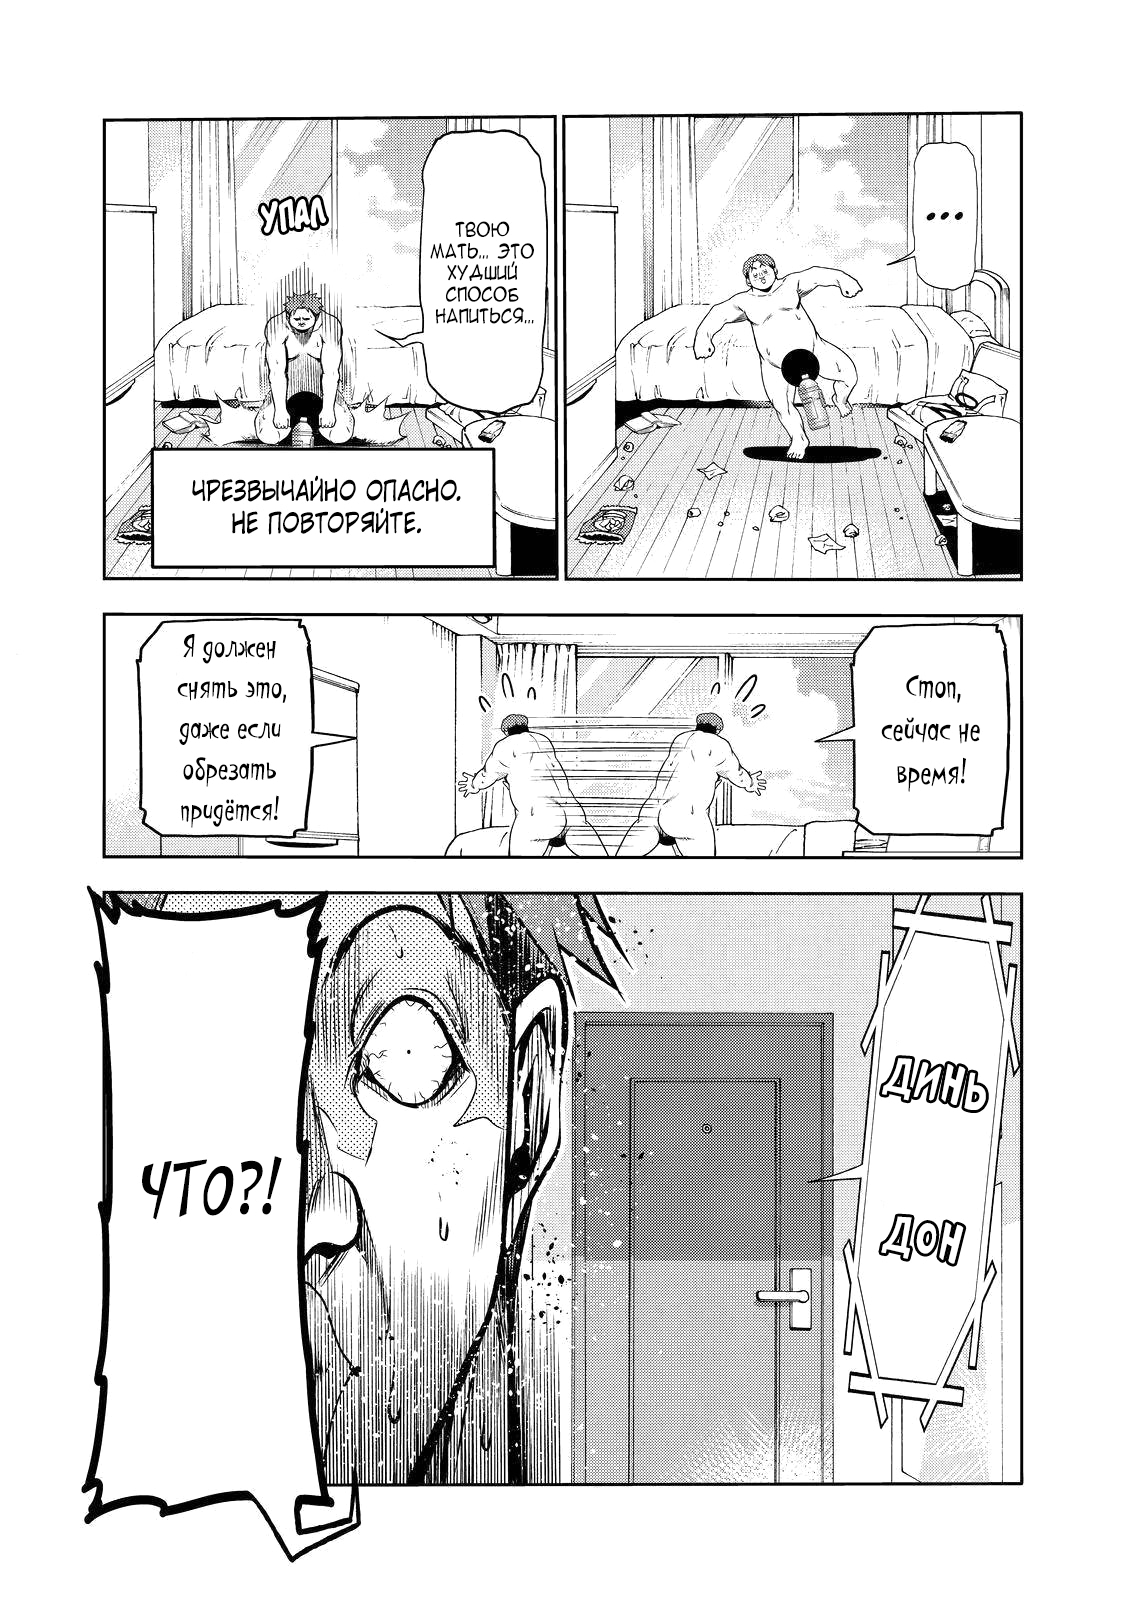 ...
ТВОЮ
МАТЬ... ЭТО
ХУДШИЙ
СПОСОБ
НАПИТЬСЯ...
УПАЛ
ЧРЕЗВЫЧАЙНО ОПАСНО.
НЕ ПОВТОРЯЙТЕ.
Стоп,
сейчас не
время!
Я должен
снять это,
даже если
обрезать
придётся!
ДИНЬ
ДОН
ЧТО?!